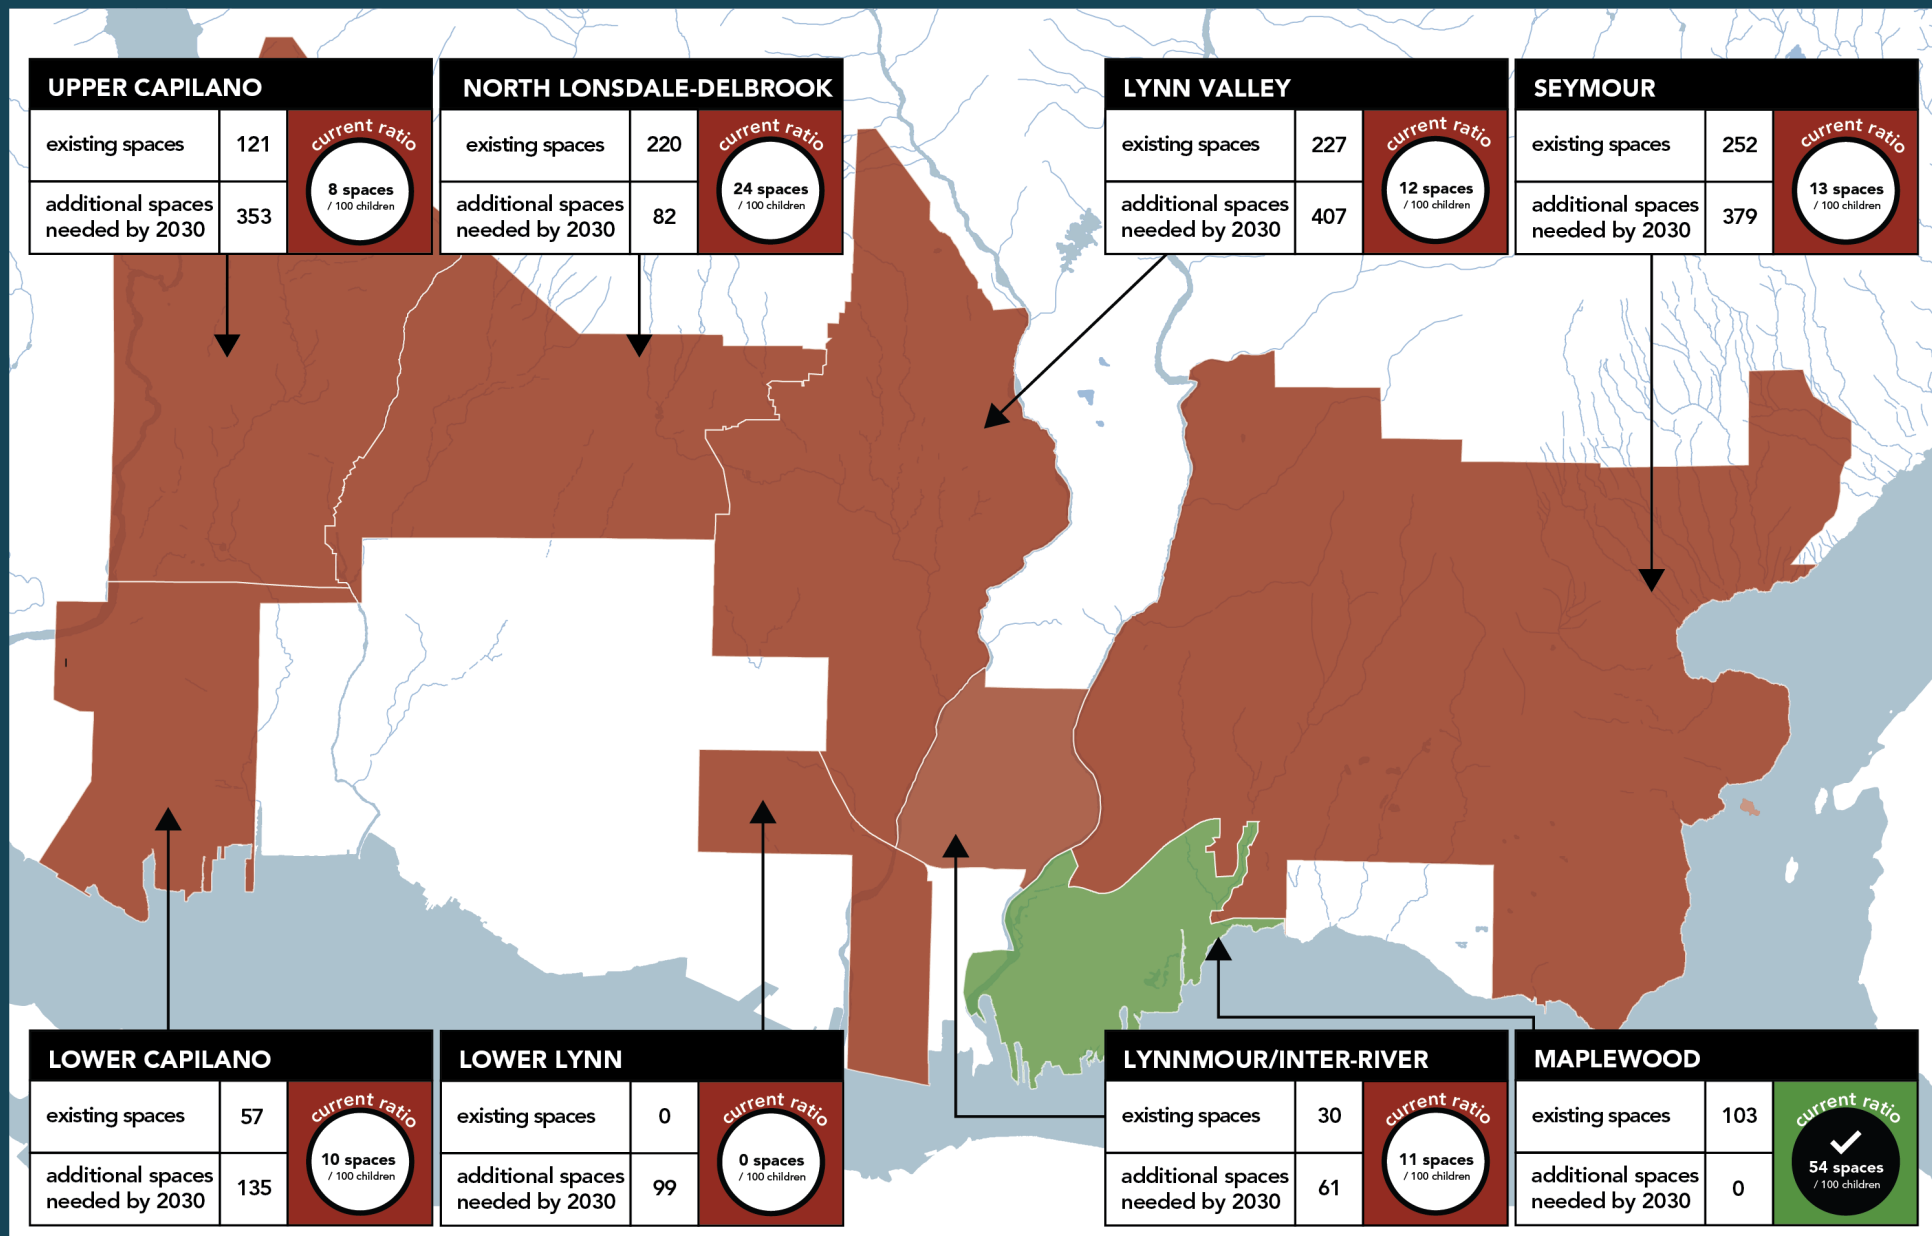 UPPER CAPILANO
existing spaces 121
additional spaces
needed by 2030
353
current ratio
8 spaces
/ 100 children
NORTH LONSDALE-DELBROOK
existing spaces 220
additional spaces
needed by 2030
82
current ratio
24 spaces
/ 100 children
LYNN VALLEY
existing spaces 227
additional spaces
needed by 2030
407
current ratio
12 spaces
/ 100 children
SEYMOUR
existing spaces 252
additional spaces
needed by 2030
379
current ratio
13 spaces
/ 100 children
LOWER CAPILANO
existing spaces 57
additional spaces
needed by 2030
135
current ratio
10 spaces
/ 100 children
LOWER LYNN
existing spaces 0
additional spaces
needed by 2030
99
current ratio
0 spaces
/ 100 children
LYNNMOUR/INTER-RIVER
existing spaces 30
additional spaces
needed by 2030
61
current ratio
11 spaces
/ 100 children
MAPLEWOOD
existing spaces 103
additional spaces
needed by 2030
0
current ratio
54 spaces
/ 100 children